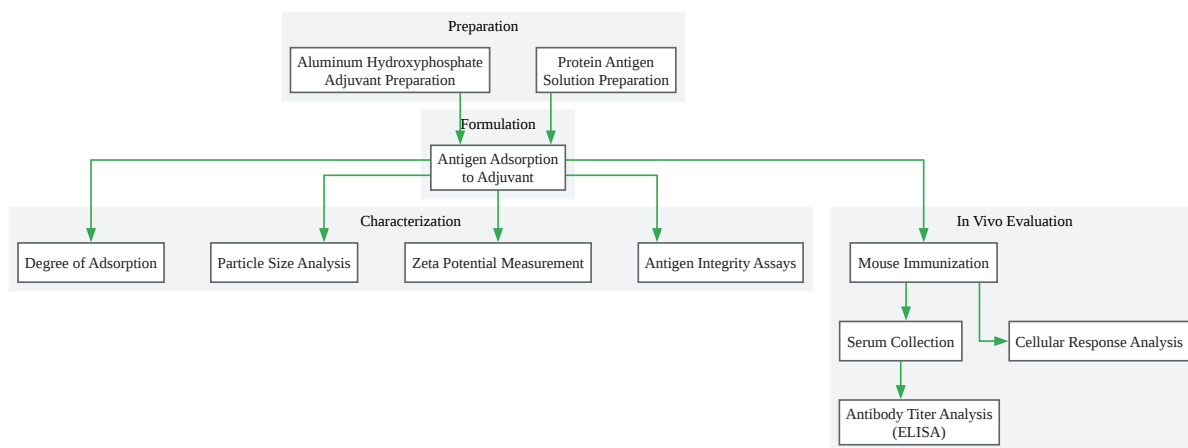 Preparation
Aluminum Hydroxyphosphate
Adjuvant Preparation
Protein Antigen
Solution Preparation
Formulation
Antigen Adsorption
to Adjuvant
Characterization
Degree of Adsorption
Particle Size Analysis
Zeta Potential Measurement
Antigen Integrity Assays
In Vivo Evaluation
Mouse Immunization
Serum Collection
Cellular Response Analysis
Antibody Titer Analysis
(ELISA)